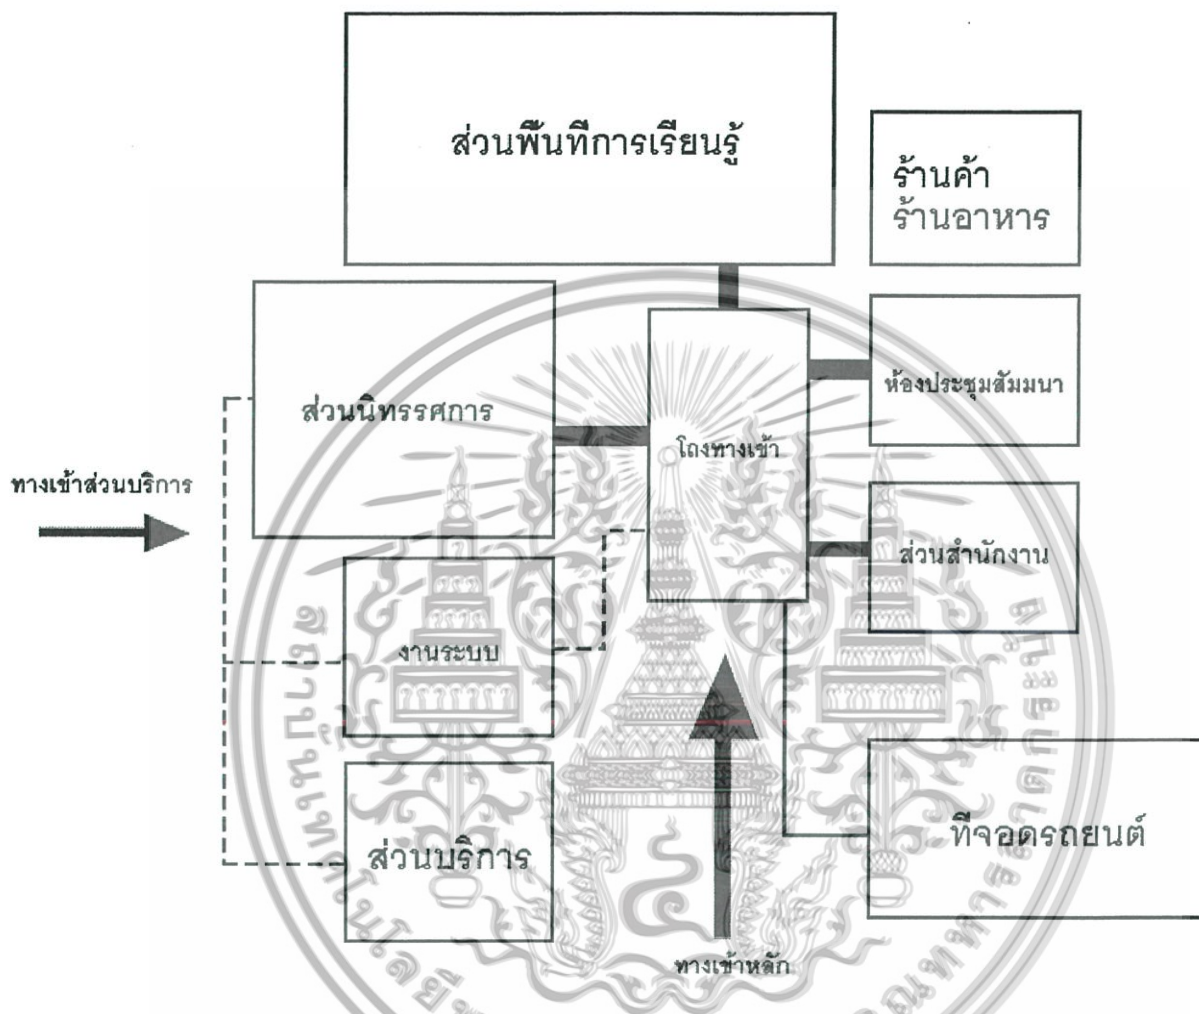 ส่วนพื้นที่การเรียนรู้
ร้านค้า
ร้านอาหาร
ส่วนนิทรรศการ
ห้องประชุมสัมมนา
โถงทางเข้า
ทางเข้าส่วนบริการ
ส่วนสำนักงาน
งานระบบ
ส่วนบริการ
ที่จอดรถยนต์
ทางเข้าหลัก